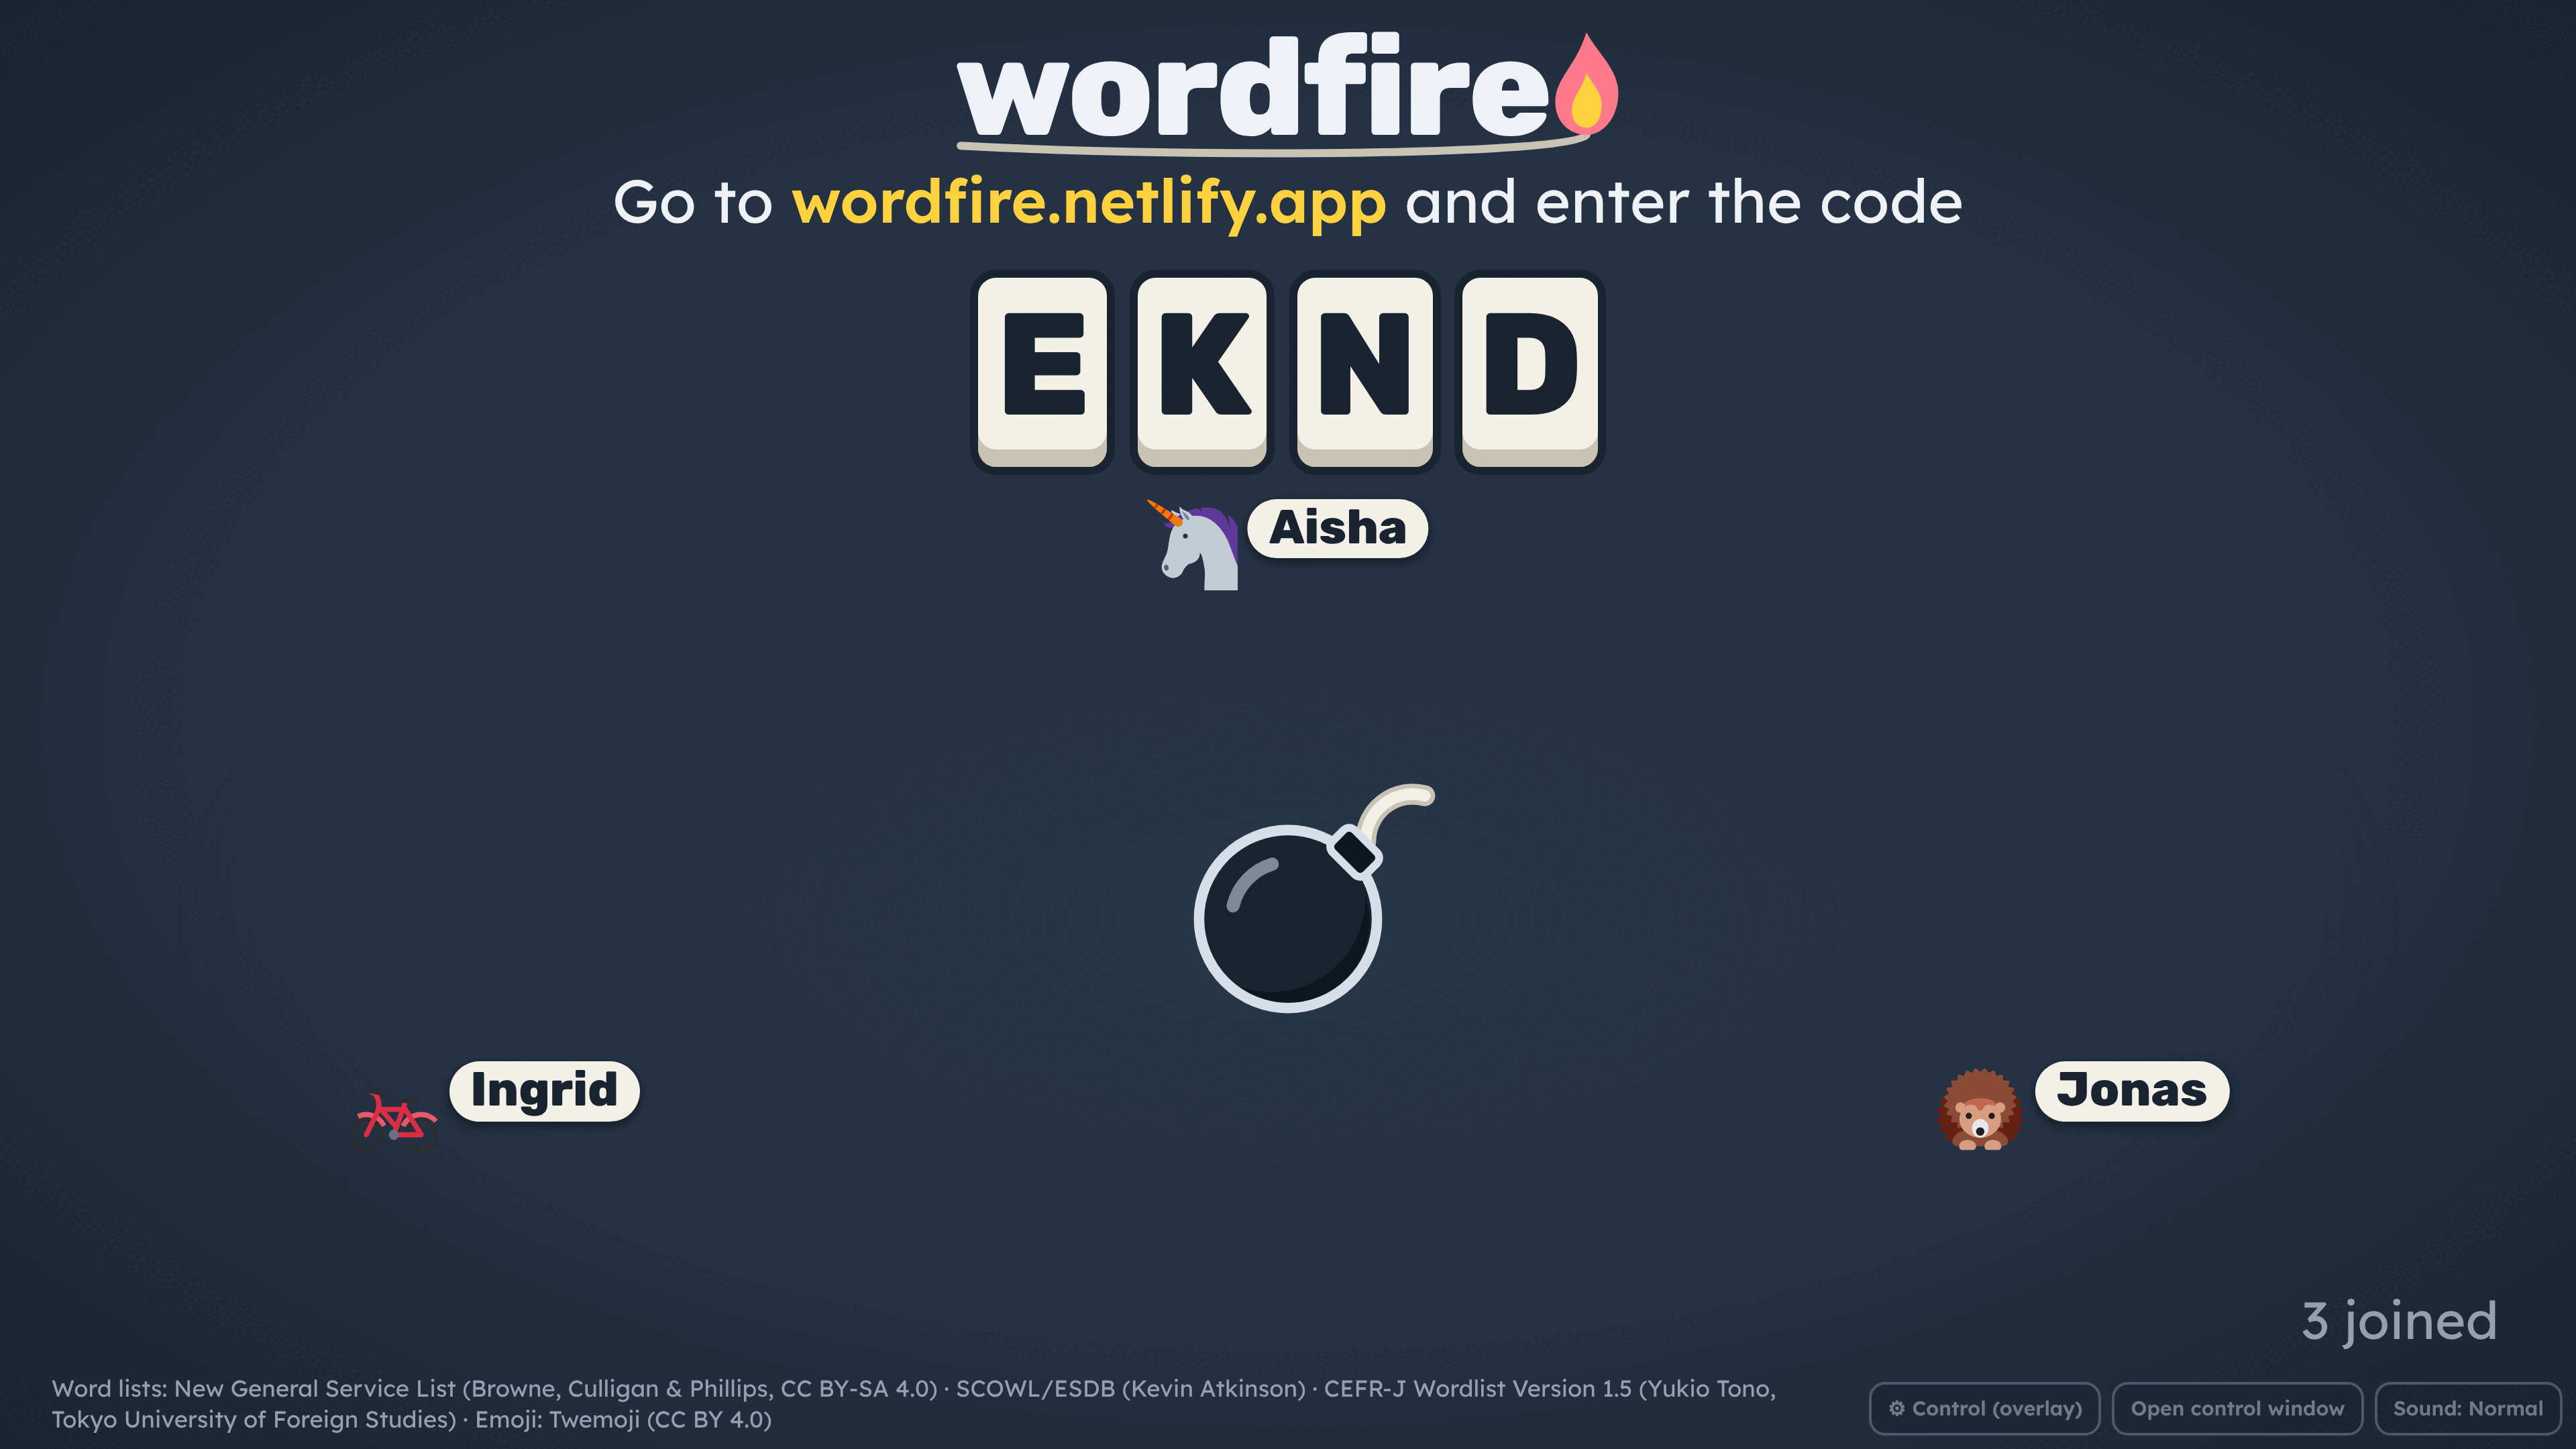 wordfire
Go to wordfire.netlify.app and enter the code
E K N D
Aisha
Ingrid
Jonas
3 joined
Word lists: New General Service List (Browne, Culligan & Phillips, CC BY-SA 4.0) · SCOWL/ESDB (Kevin Atkinson) · CEFR-J Wordlist Version 1.5 (Yukio Tono,
Tokyo University of Foreign Studies) · Emoji: Twemoji (CC BY 4.0)
⚙ Control (overlay)
Open control window
Sound: Normal